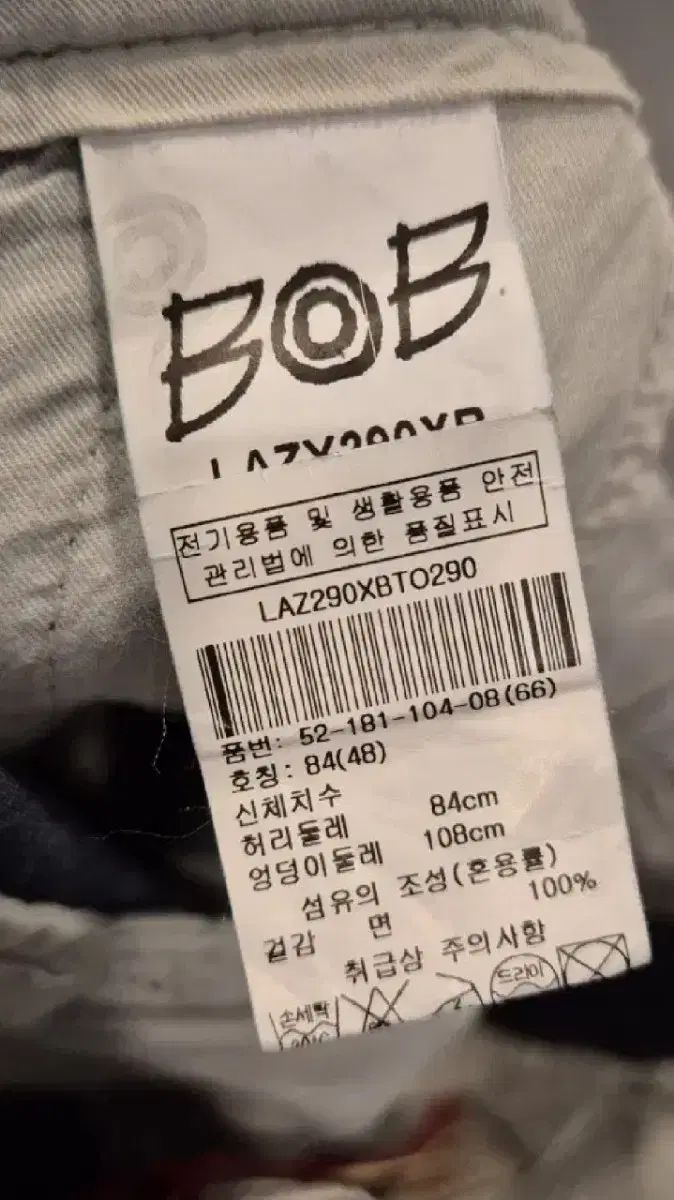 BOB
전기용품 및 생활용품 안전
관리법에 의한 품질표시
LAZ290XBTO290
품번: 52-181-104-08(66)
호칭: 84(48)
신체치수
허리둘레 84cm
엉덩이둘레 108cm
섬유의 조성(혼용률)
겉감 면 100%
취급상 주의사항
손세탁 드라이